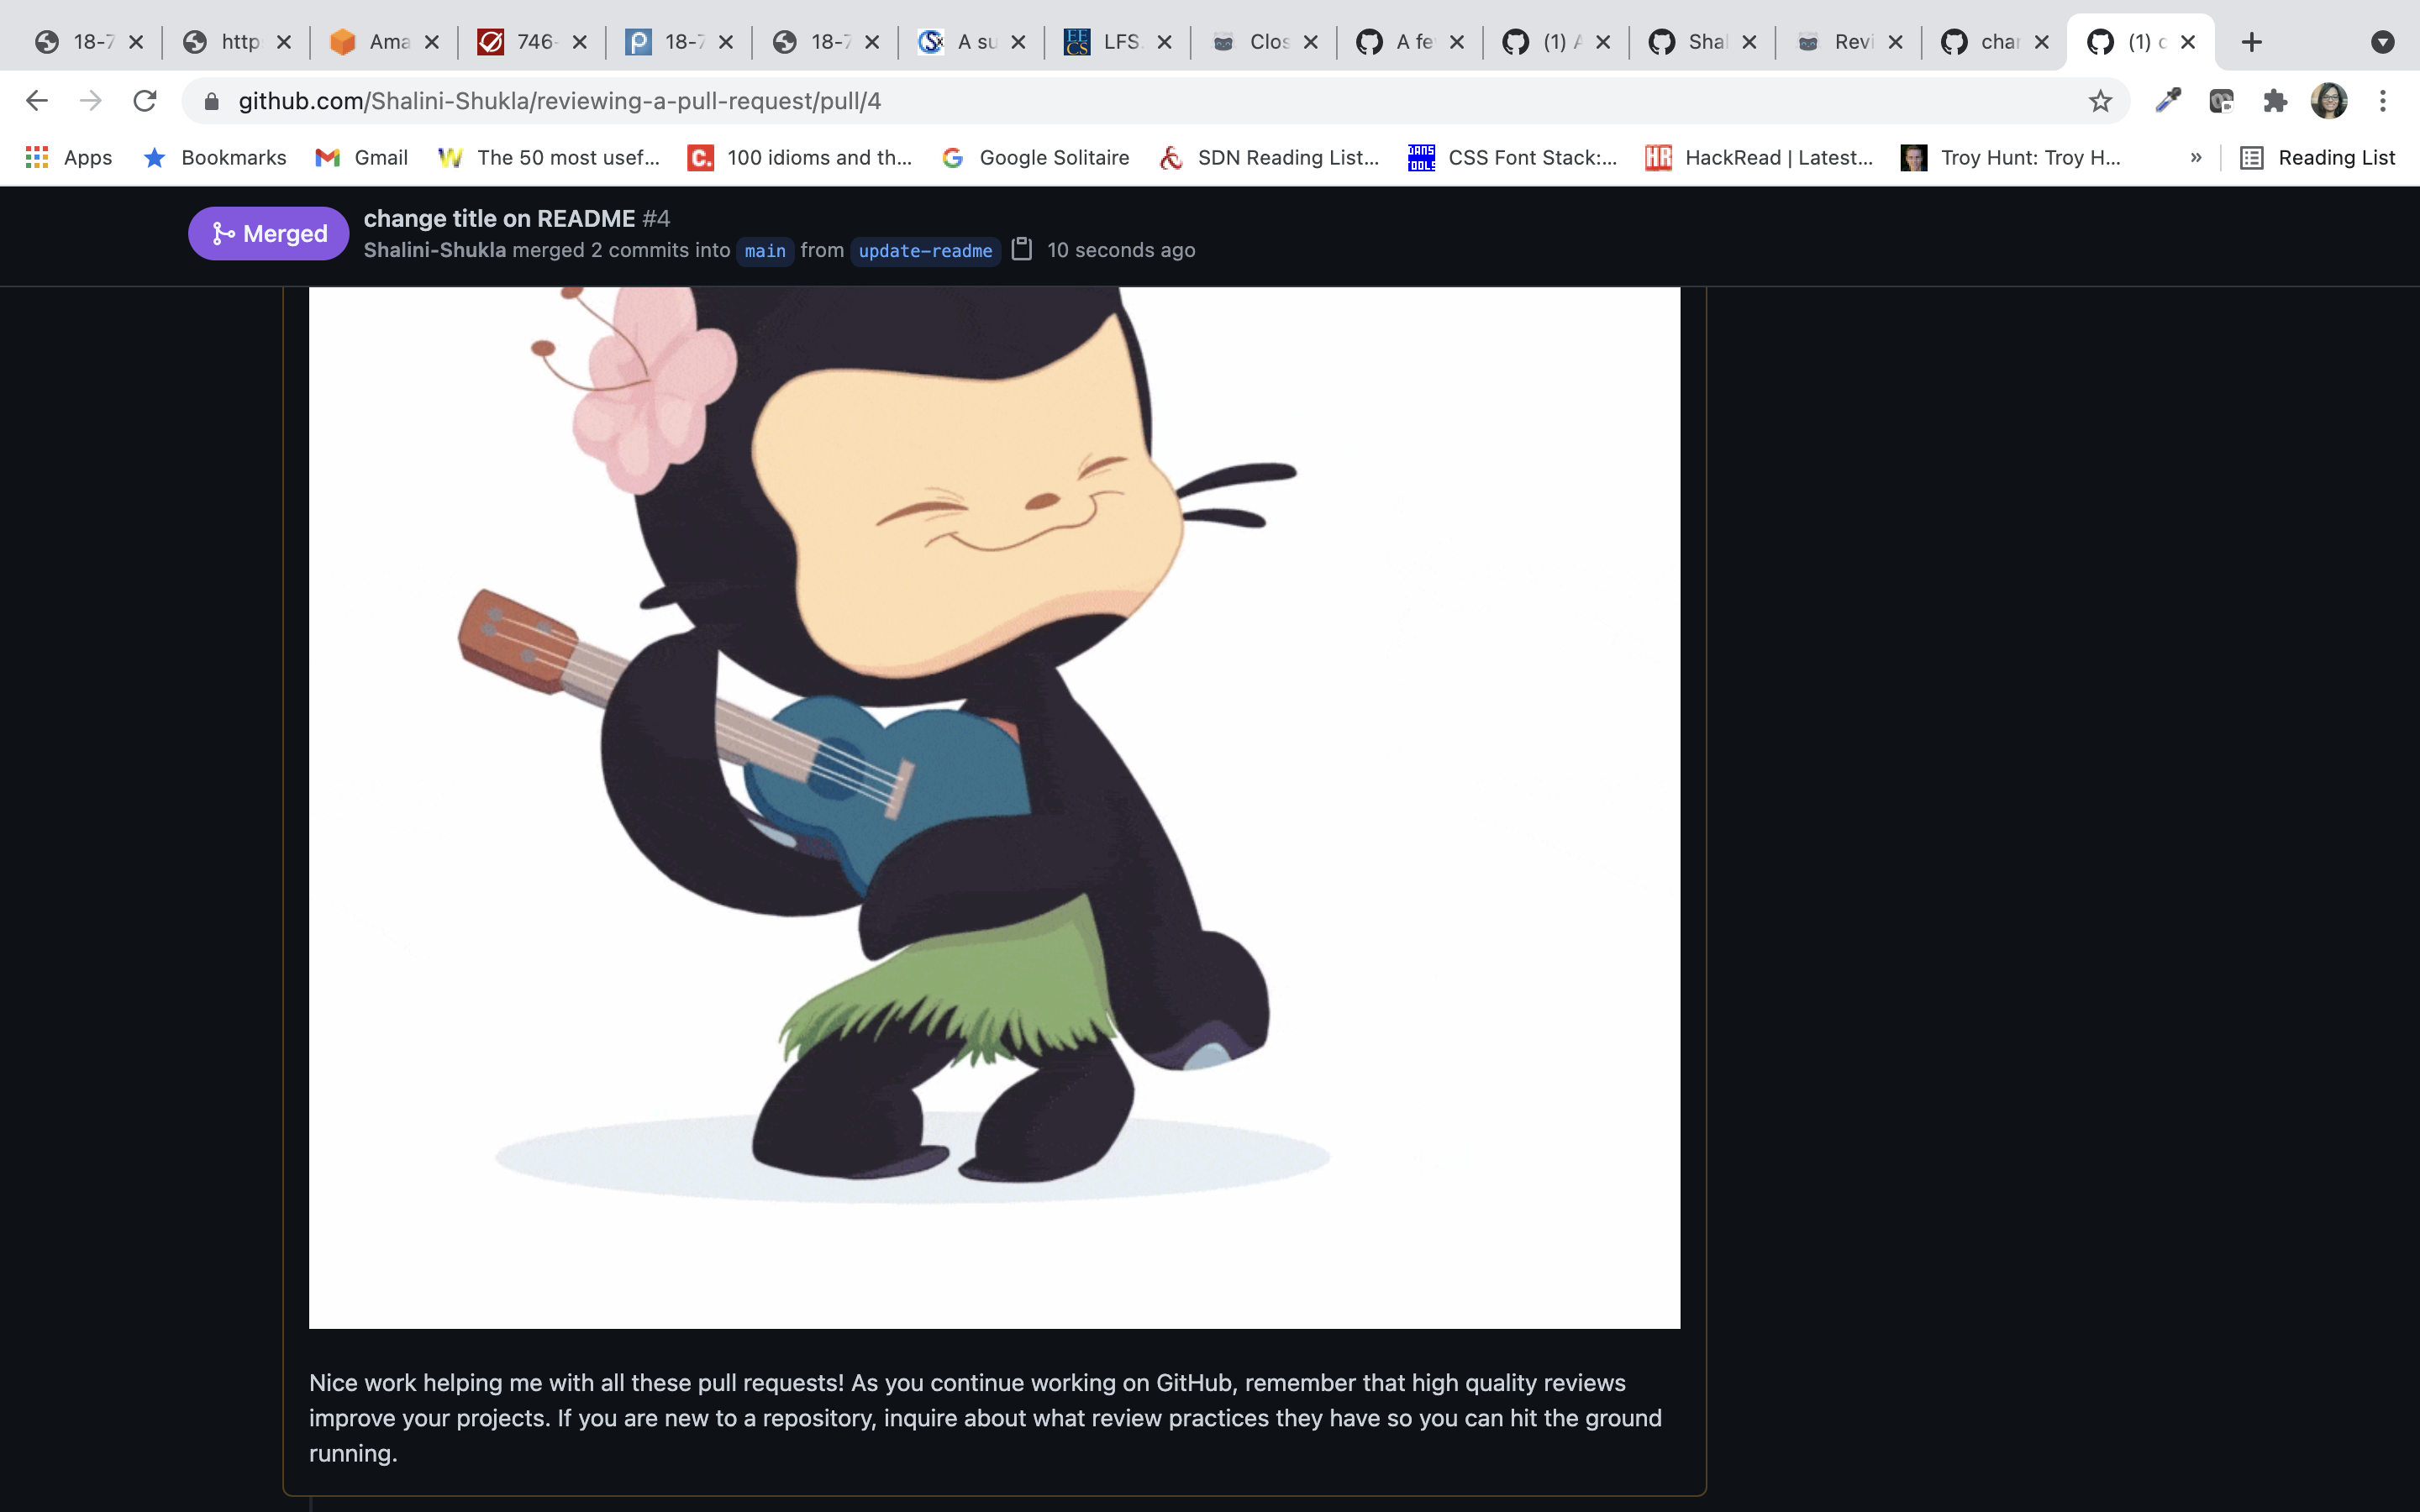 18-7
http
Ama
746-
18-7
18-7
A su
LFS.
Clos
A fe
(1) A
Shal
Revi
char
(1) c
github.com/Shalini-Shukla/reviewing-a-pull-request/pull/4
Apps
Bookmarks
Gmail
The 50 most usef...
100 idioms and th...
Google Solitaire
SDN Reading List...
CSS Font Stack:...
HackRead | Latest...
Troy Hunt: Troy H...
»
Reading List
Merged
change title on README #4
Shalini-Shukla merged 2 commits into main from update-readme 10 seconds ago
Nice work helping me with all these pull requests! As you continue working on GitHub, remember that high quality reviews
improve your projects. If you are new to a repository, inquire about what review practices they have so you can hit the ground
running.